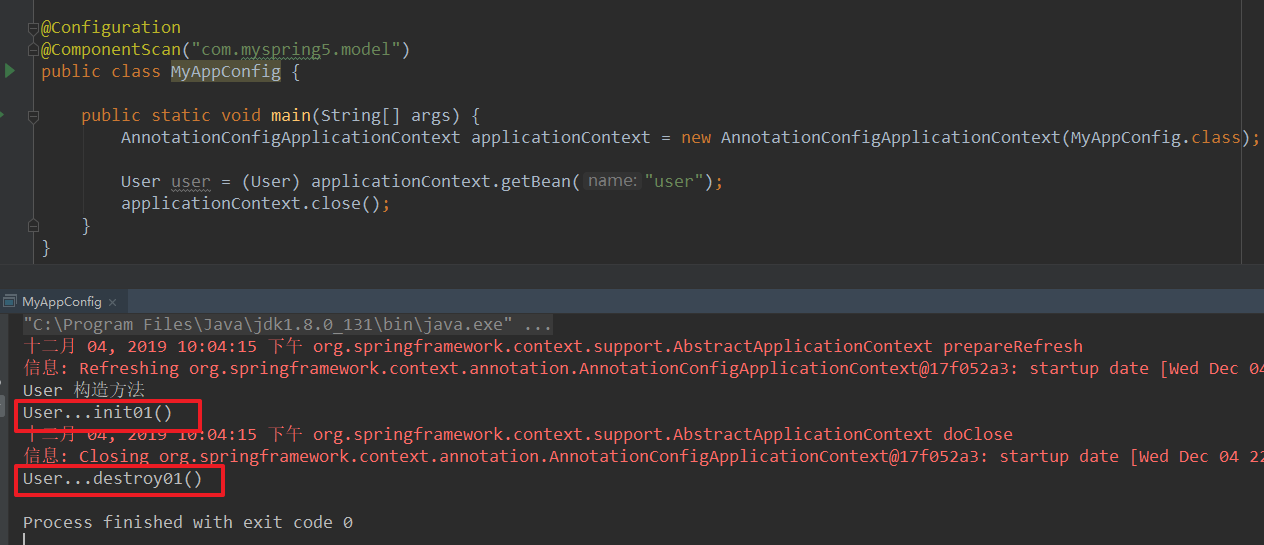 @Configuration
@ComponentScan("com.myspring5.model")
public class MyAppConfig {
public static void main(String[] args) {
AnnotationConfigApplicationContext applicationContext = new AnnotationConfigApplicationContext(MyAppConfig.class);
User user = (User) applicationContext.getBean( name: "user");
applicationContext.close();
}
}
MyAppConfig ×
"C:\Program Files\Java\jdk1.8.0_131\bin\java.exe" ...
十二月 04, 2019 10:04:15 下午 org.springframework.context.support.AbstractApplicationContext prepareRefresh
信息: Refreshing org.springframework.context.annotation.AnnotationConfigApplicationContext@17f052a3: startup date [Wed Dec 04
User 构造方法
User...init01()
十二月 04, 2019 10:04:15 下午 org.springframework.context.support.AbstractApplicationContext doClose
信息: Closing org.springframework.context.annotation.AnnotationConfigApplicationContext@17f052a3: startup date [Wed Dec 04 22
User...destroy01()
Process finished with exit code 0